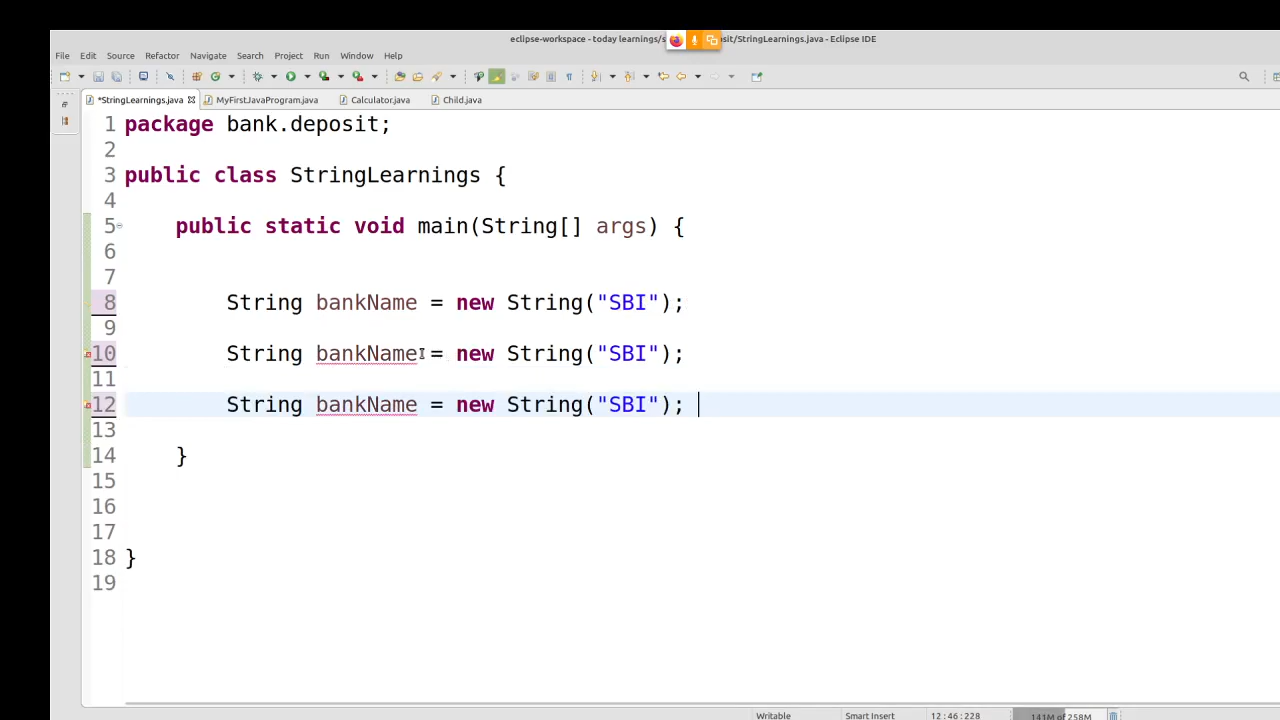 eclipse-workspace - today learnings/s sit/StringLearnings.java - Eclipse IDE
File Edit Source Refactor Navigate Search Project Run Window Help
*StringLearnings.java MyFirstJavaProgram.java Calculator.java Child.java
1 package bank.deposit;
2
3 public class StringLearnings {
4
5 public static void main(String[] args) {
6
7
8 String bankName = new String("SBI");
9
10 String bankName = new String("SBI");
11
12 String bankName = new String("SBI");
13
14 }
15
16
17
18 }
19
Writable Smart Insert 12:46:228 141M of 258M